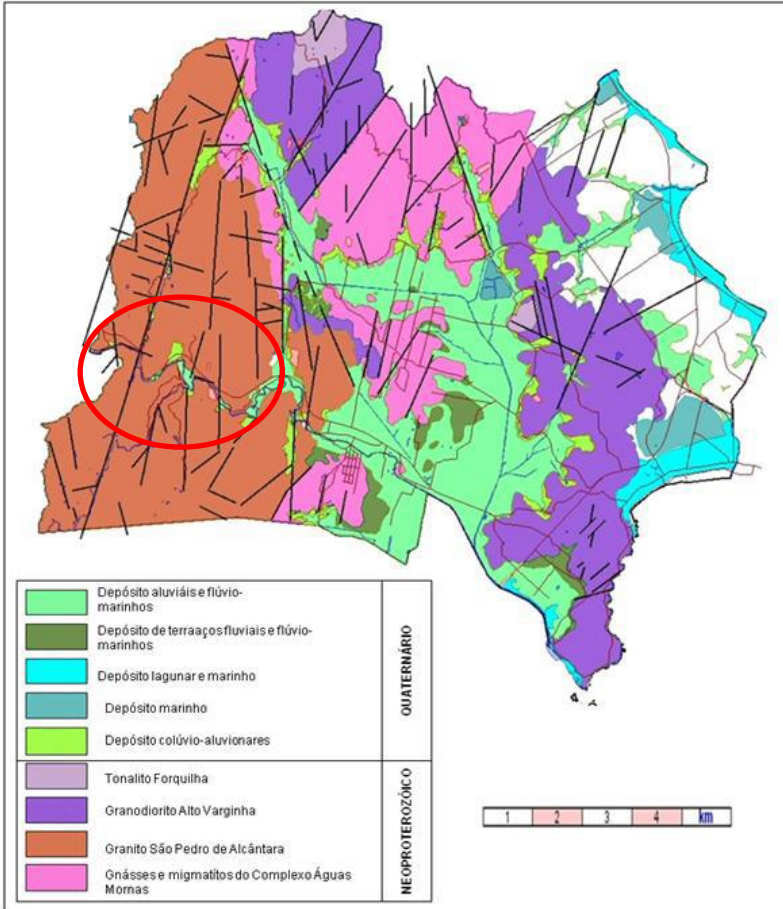 Depósito aluviáis e flúvio-
marinhos
Depósito de terraaços fluviais e flúvio-
marinhos
Depósito lagunar e marinho
Depósito marinho
Depósito colúvio-aluvionares
QUATERNÁRIO
Tonalito Forquilha
Granodiorito Alto Varginha
Granito São Pedro de Alcântara
Gnásses e migmatítos do Complexo Águas
Mornas
NEOPROTEROZÓICO
1 2 3 4 km